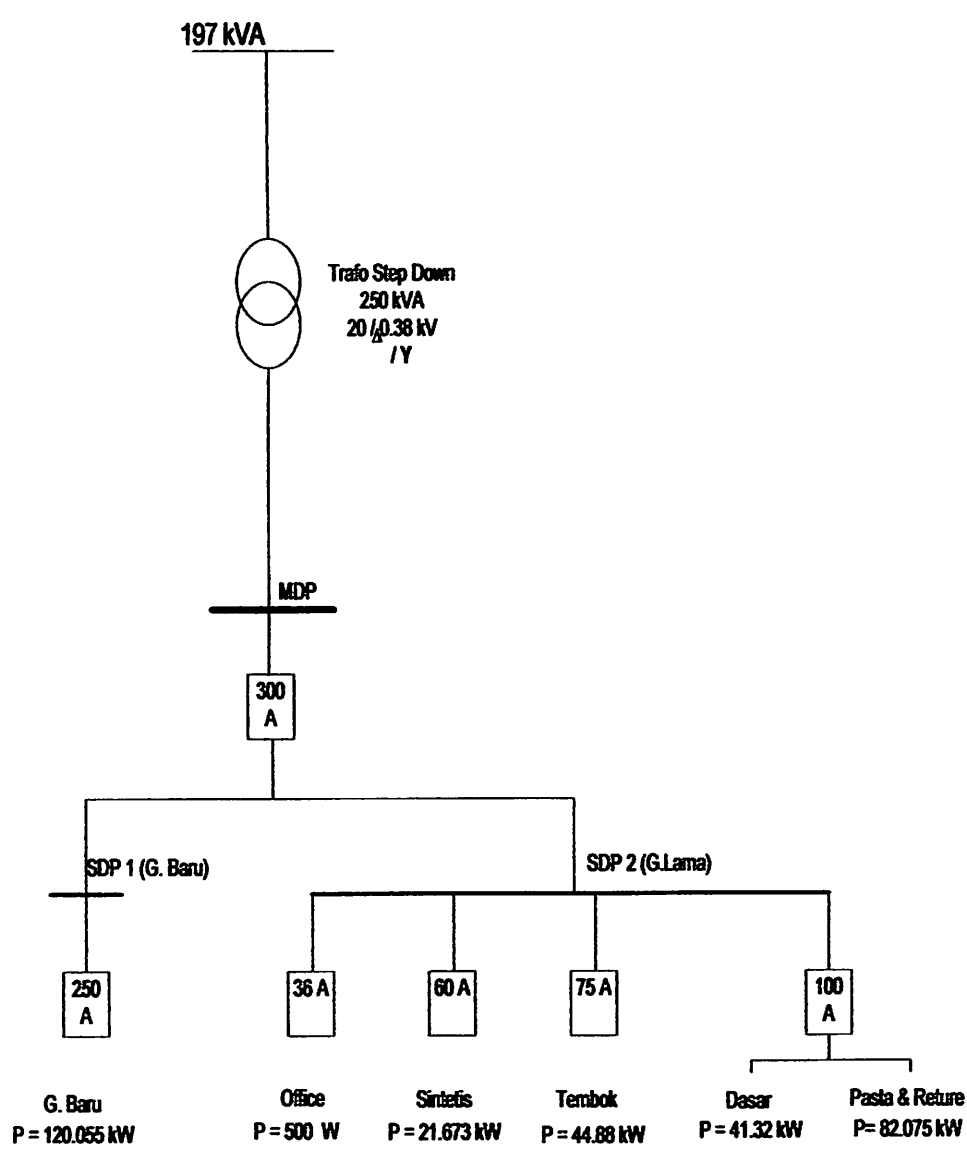 197 kVA
Trafo Step Down
250 kVA
20 / 0.38 kV
Δ / Y
MDP
300
A
SDP 1 (G. Baru)
SDP 2 (G.Lama)
250
A
36 A
60 A
75 A
100
A
G. Baru
P = 120.055 kW
Office
P = 500 W
Sintetis
P = 21.673 kW
Tembok
P = 44.88 kW
Dasar
P = 41.32 kW
Pasta & Reture
P= 82.075 kW